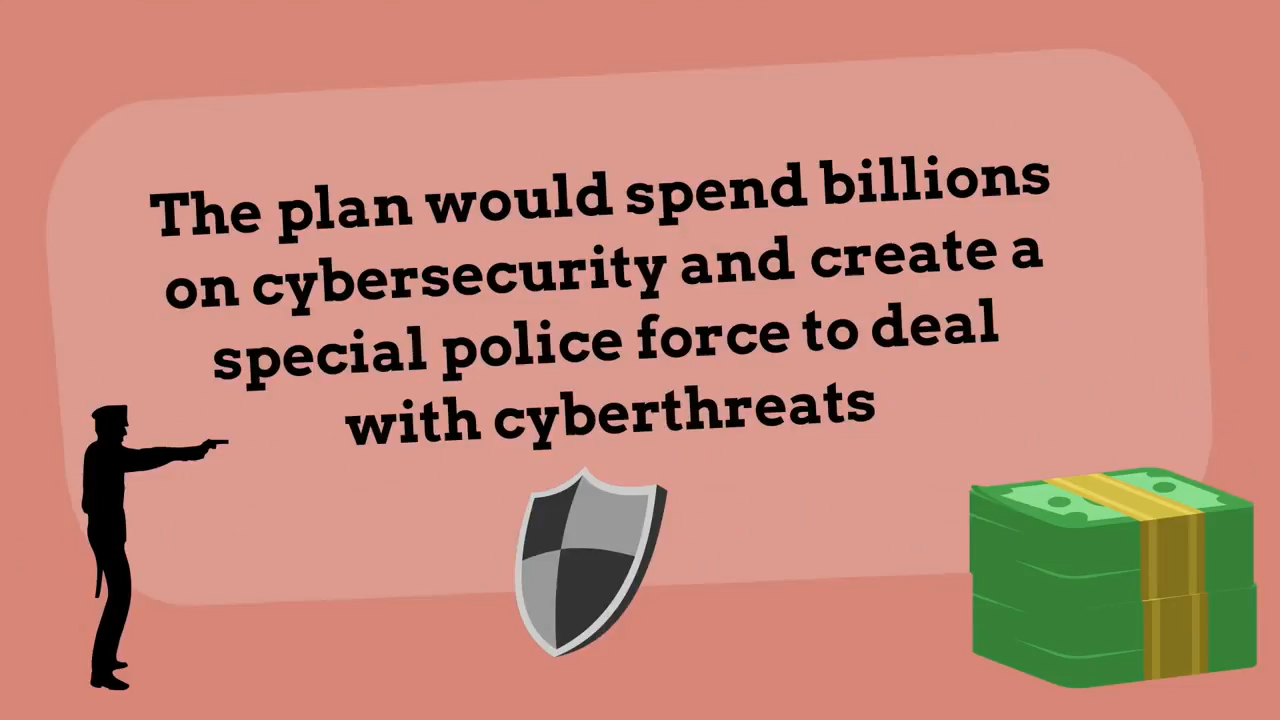 The plan would spend billions
on cybersecurity and create a
special police force to deal
with cyberthreats